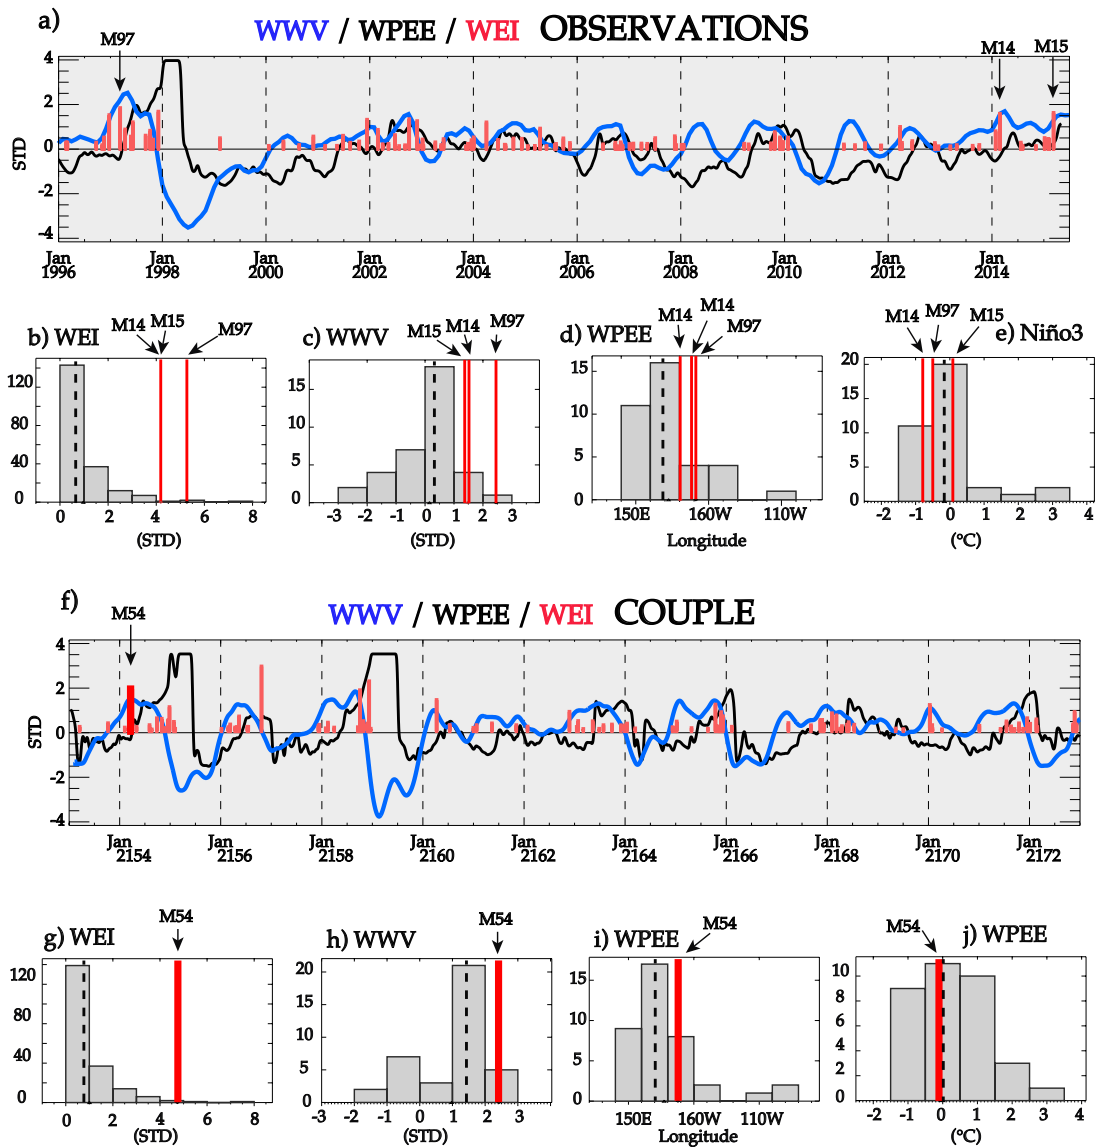 a) WWV / WPEE / WEI OBSERVATIONS
M97 M14 M15
4
2
0
-2
-4
STD
Jan Jan Jan Jan Jan Jan Jan Jan Jan Jan
1996 1998 2000 2002 2004 2006 2008 2010 2012 2014
b) WEI M14 M15 M97
c) WWV M15 M14 M97
d) WPEE M14 M14 M97
e) Niño3 M14 M97 M15
120
80
40
0
0 2 4 6 8
(STD)
15
10
5
0
-3 -2 -1 0 1 2 3
(STD)
15
10
5
0
150E 160W 110W
Longitude
20
15
10
5
0
-2 -1 0 1 2 3 4
(°C)
f) WWV / WPEE / WEI COUPLE
M54
4
2
0
-2
-4
STD
Jan Jan Jan Jan Jan Jan Jan Jan Jan Jan
2154 2156 2158 2160 2162 2164 2166 2168 2170 2172
g) WEI M54
h) WWV M54
i) WPEE M54
j) WPEE M54
120
80
40
0
0 2 4 6 8
(STD)
20
15
10
5
0
-3 -2 -1 0 1 2 3
(STD)
15
10
5
0
150E 160W 110W
Longitude
10
8
6
4
2
0
-2 -1 0 1 2 3 4
(°C)